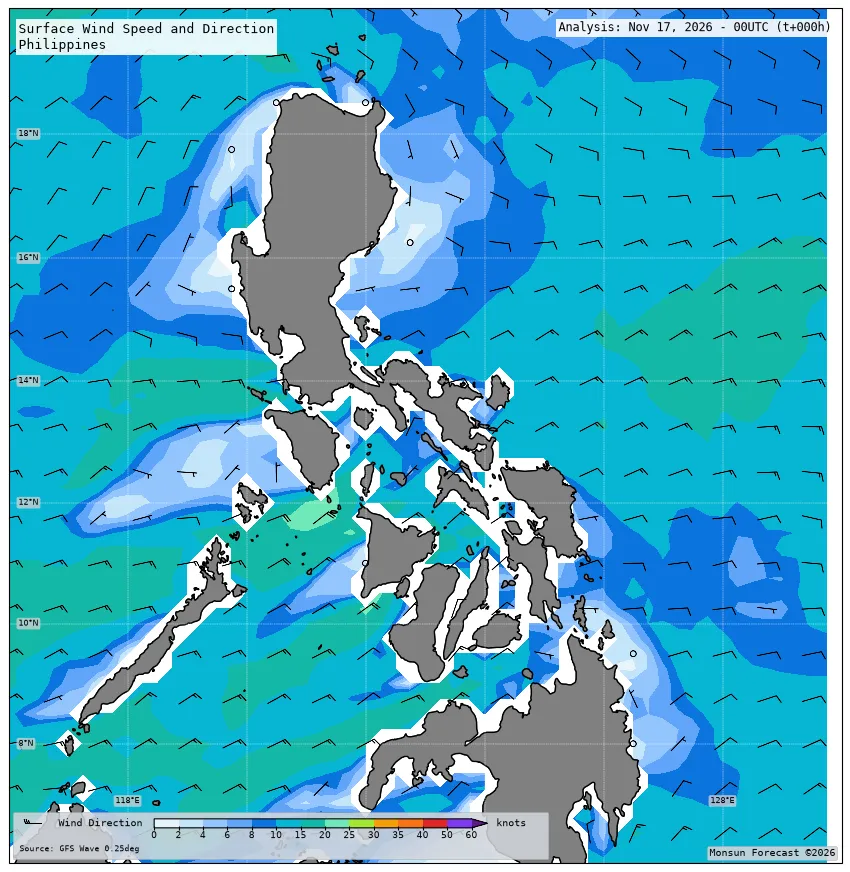 Surface Wind Speed and Direction
Philippines
Analysis: Nov 17, 2026 - 00UTC (t+000h)
18°N
16°N
14°N
12°N
10°N
8°N
118°E
128°E
Wind Direction
knots
0 2 4 6 8 10 15 20 25 30 35 40 50 60
Source: GFS Wave 0.25deg
Monsun Forecast ©2026